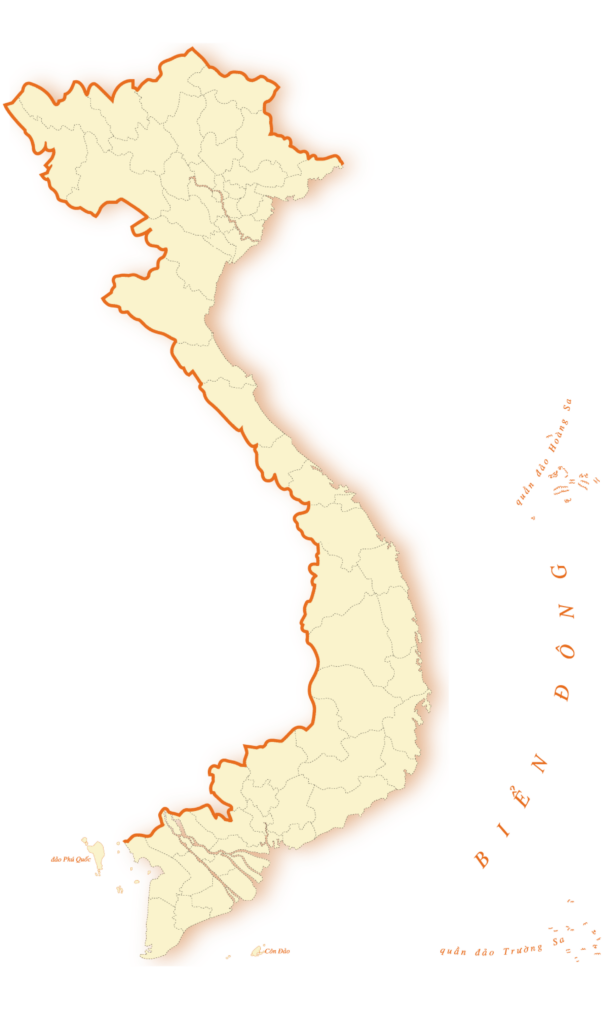 quần đảo Hoàng Sa
BIỂN ĐÔNG
đảo Phú Quốc
Côn Đảo
quần đảo Trường Sa